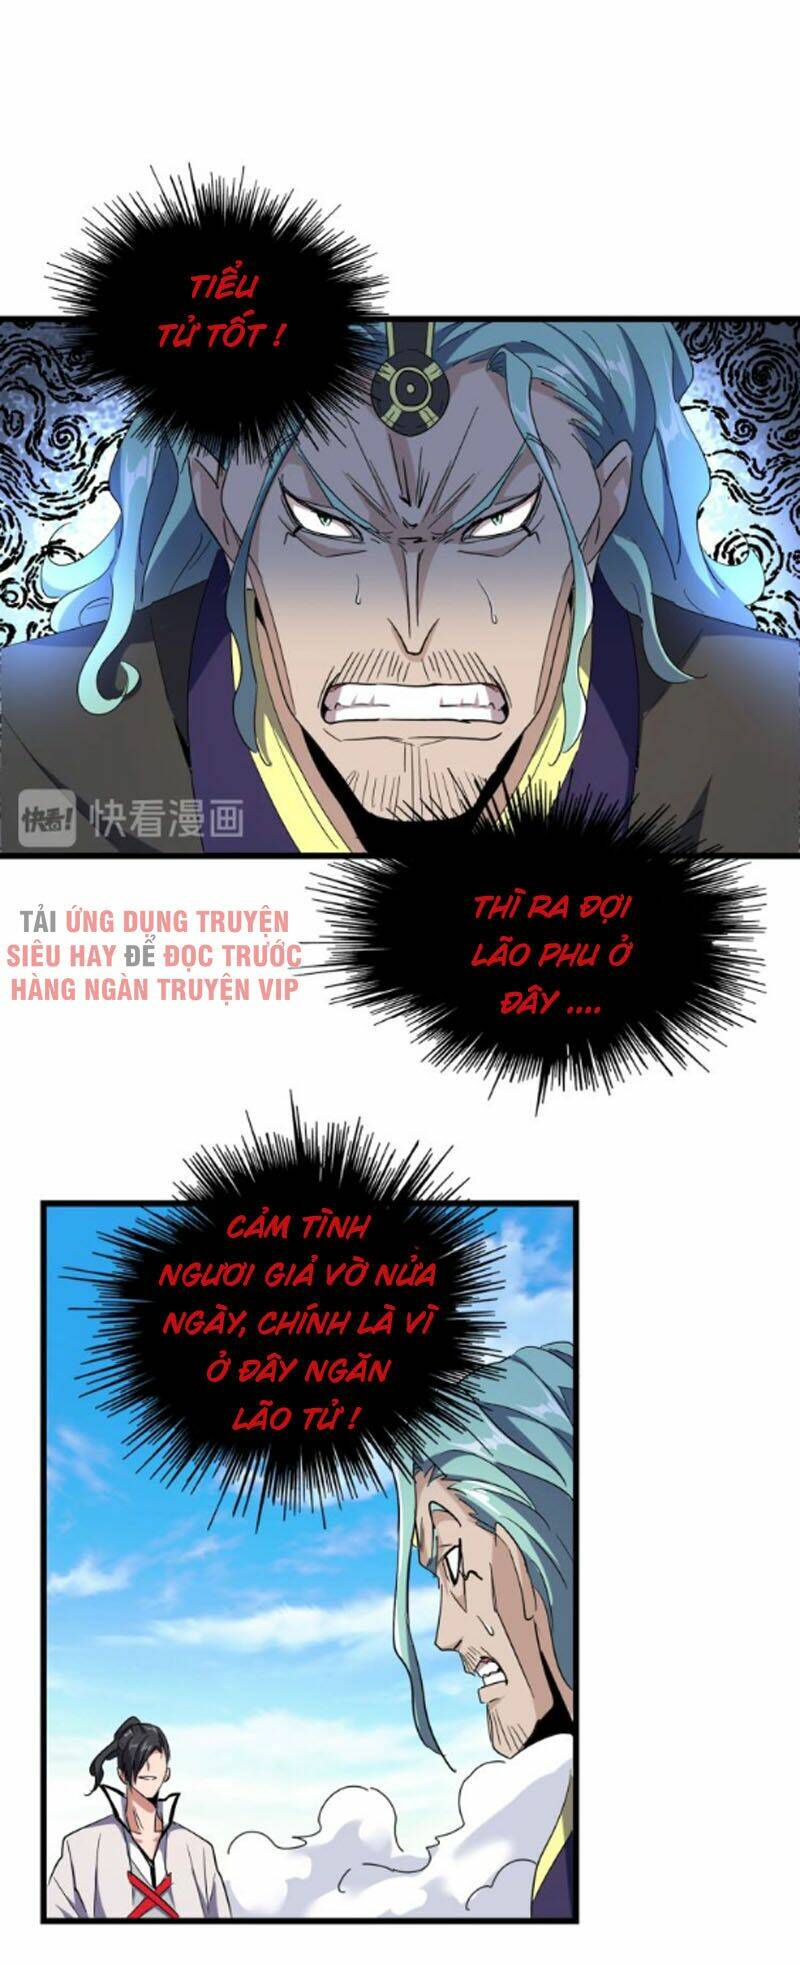 TIỂU
TỬ TỐT !
快看! 快看漫画
TẢI ỨNG DỤNG TRUYỆN
SIÊU HAY ĐỂ ĐỌC TRƯỚC
HÀNG NGÀN TRUYỆN VIP
THÌ RA ĐỢI
LÃO PHU Ở
ĐÂY ....
CẢM TÌNH
NGƯƠI GIẢ VỜ NỬA
NGÀY, CHÍNH LÀ VÌ
Ở ĐÂY NGĂN
LÃO TỬ !